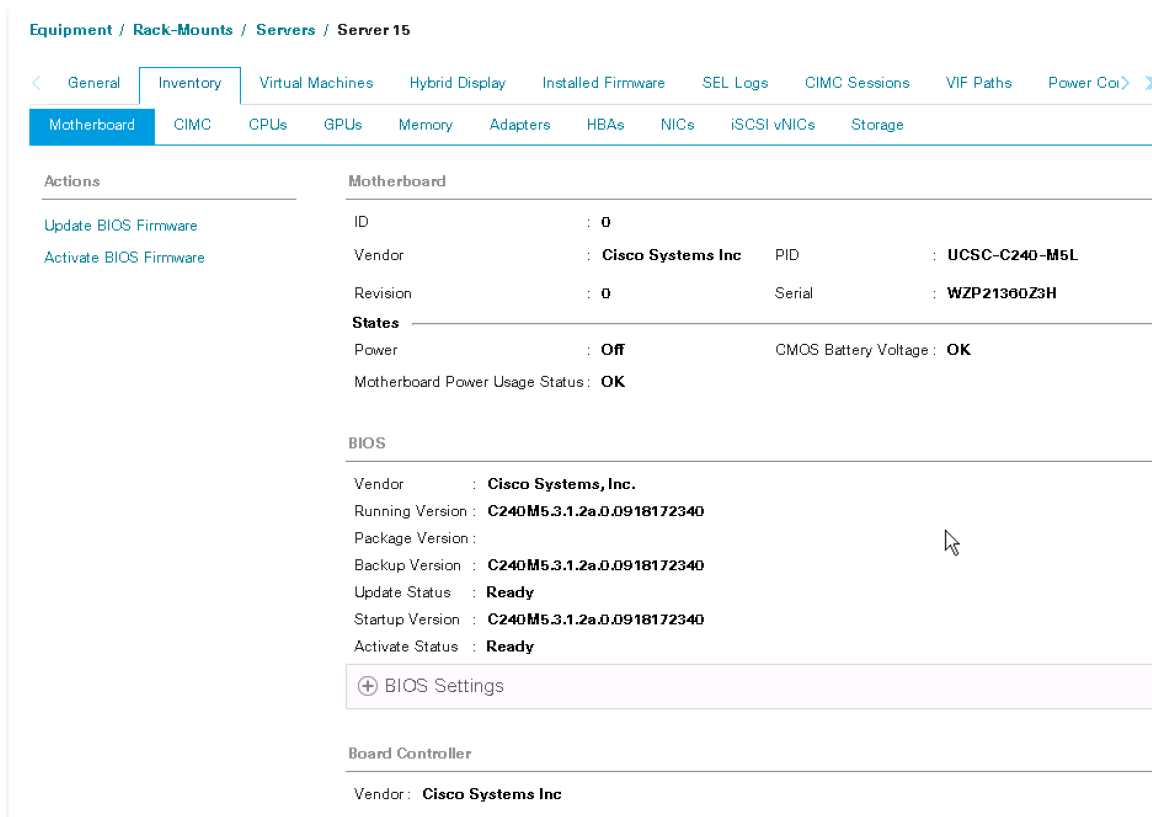 Equipment / Rack-Mounts / Servers / Server 15
General Inventory Virtual Machines Hybrid Display Installed Firmware SEL Logs CIMC Sessions VIF Paths Power Con
Motherboard CIMC CPUs GPUs Memory Adapters HBAs NICs iSCSI vNICs Storage
Actions
Update BIOS Firmware
Activate BIOS Firmware
Motherboard
ID : 0
Vendor : Cisco Systems Inc PID : UCSC-C240-M5L
Revision : 0 Serial : WZP21360Z3H
States
Power : Off CMOS Battery Voltage : OK
Motherboard Power Usage Status : OK
BIOS
Vendor : Cisco Systems, Inc.
Running Version : C240M5.3.1.2a.0.0918172340
Package Version :
Backup Version : C240M5.3.1.2a.0.0918172340
Update Status : Ready
Startup Version : C240M5.3.1.2a.0.0918172340
Activate Status : Ready
BIOS Settings
Board Controller
Vendor : Cisco Systems Inc